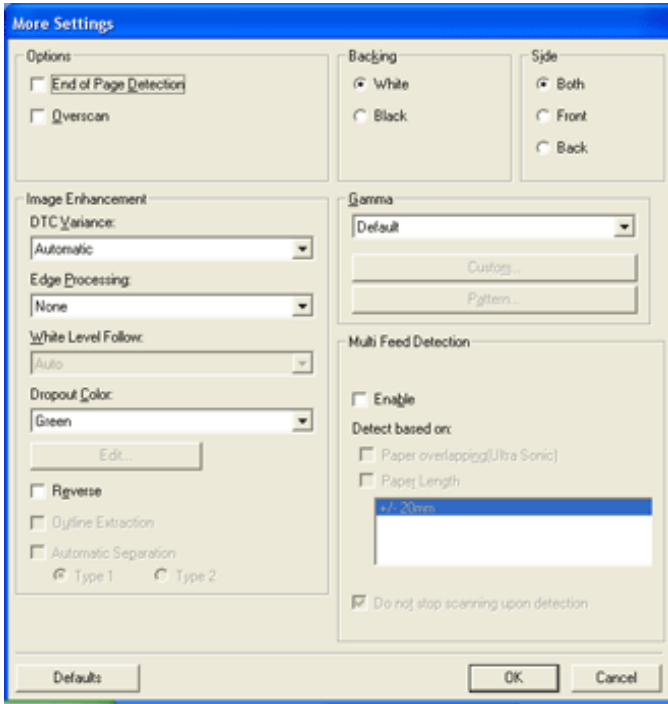 More Settings
Options
End of Page Detection
Overscan
Backing
White
Black
Side
Both
Front
Back
Image Enhancement
DTC Variance:
Automatic
Edge Processing:
None
White Level Follow:
Auto
Dropout Color:
Green
Edit...
Reverse
Outline Extraction
Automatic Separation
Type 1 Type 2
Gamma
Default
Custom...
Pattern...
Multi Feed Detection
Enable
Detect based on:
Paper overlapping(Ultra Sonic)
Paper Length
+/- 20mm
Do not stop scanning upon detection
Defaults OK Cancel